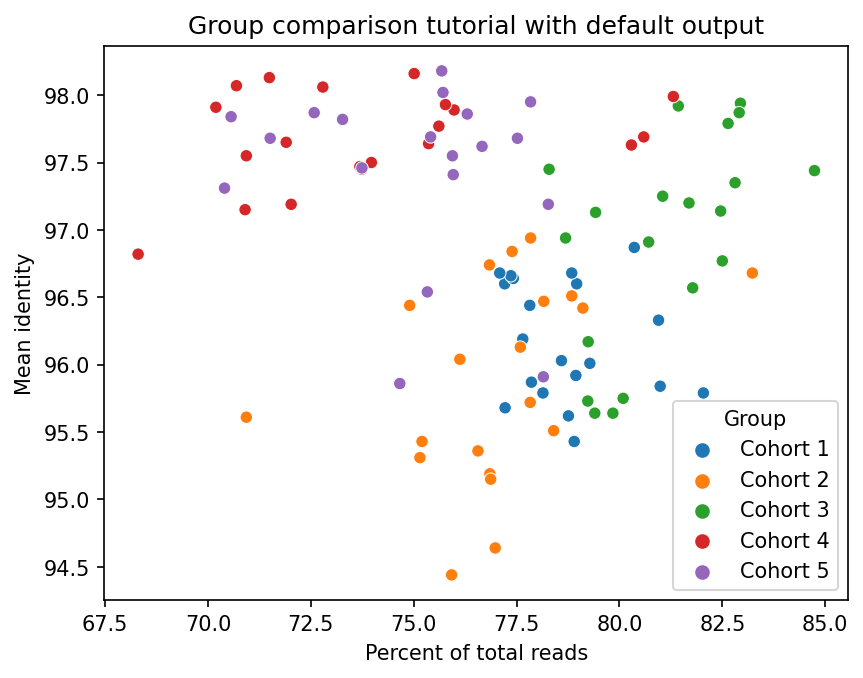 Group comparison tutorial with default output
98.0
97.5
97.0
96.5
96.0
95.5
95.0
94.5
Mean identity
Group
Cohort 1
Cohort 2
Cohort 3
Cohort 4
Cohort 5
67.5 70.0 72.5 75.0 77.5 80.0 82.5 85.0
Percent of total reads